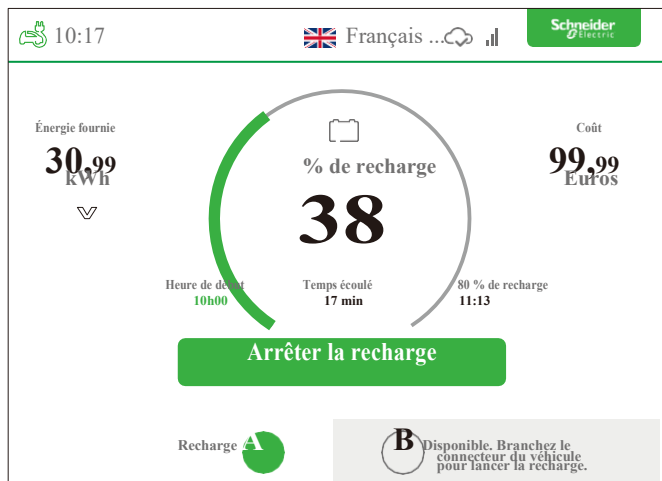 10:17
Français ...
Schneider
Electric
Énergie fournie
30,99
kWh
Coût
99,99
Euros
% de recharge
38
Heure de début
10h00
Temps écoulé
17 min
80 % de recharge
11:13
Arrêter la recharge
Recharge A
B Disponible. Branchez le
connecteur du véhicule
pour lancer la recharge.